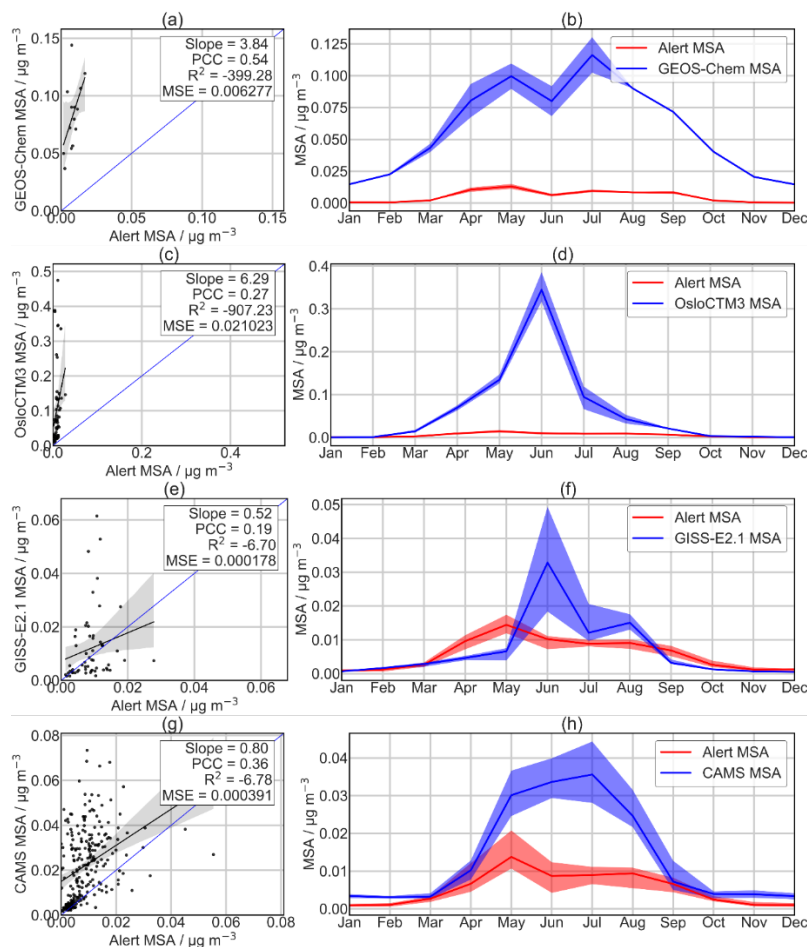 (a)
GEOS-Chem MSA / µg m⁻³
0.15
0.10
0.05
0.00
Slope = 3.84
PCC = 0.54
R² = -399.28
MSE = 0.006277
0.00 0.05 0.10 0.15
Alert MSA / µg m⁻³
(b)
MSA / µg m⁻³
0.125
0.100
0.075
0.050
0.025
0.000
Alert MSA
GEOS-Chem MSA
Jan Feb Mar Apr May Jun Jul Aug Sep Oct Nov Dec
(c)
OsloCTM3 MSA / µg m⁻³
0.5
0.4
0.3
0.2
0.1
0.0
Slope = 6.29
PCC = 0.27
R² = -907.23
MSE = 0.021023
0.0 0.2 0.4
Alert MSA / µg m⁻³
(d)
MSA / µg m⁻³
0.4
0.3
0.2
0.1
0.0
Alert MSA
OsloCTM3 MSA
Jan Feb Mar Apr May Jun Jul Aug Sep Oct Nov Dec
(e)
GISS-E2.1 MSA / µg m⁻³
0.06
0.04
0.02
0.00
Slope = 0.52
PCC = 0.19
R² = -6.70
MSE = 0.000178
0.00 0.02 0.04 0.06
Alert MSA / µg m⁻³
(f)
MSA / µg m⁻³
0.05
0.04
0.03
0.02
0.01
0.00
Alert MSA
GISS-E2.1 MSA
Jan Feb Mar Apr May Jun Jul Aug Sep Oct Nov Dec
(g)
CAMS MSA / µg m⁻³
0.08
0.06
0.04
0.02
0.00
Slope = 0.80
PCC = 0.36
R² = -6.78
MSE = 0.000391
0.00 0.02 0.04 0.06 0.08
Alert MSA / µg m⁻³
(h)
MSA / µg m⁻³
0.04
0.03
0.02
0.01
0.00
Alert MSA
CAMS MSA
Jan Feb Mar Apr May Jun Jul Aug Sep Oct Nov Dec